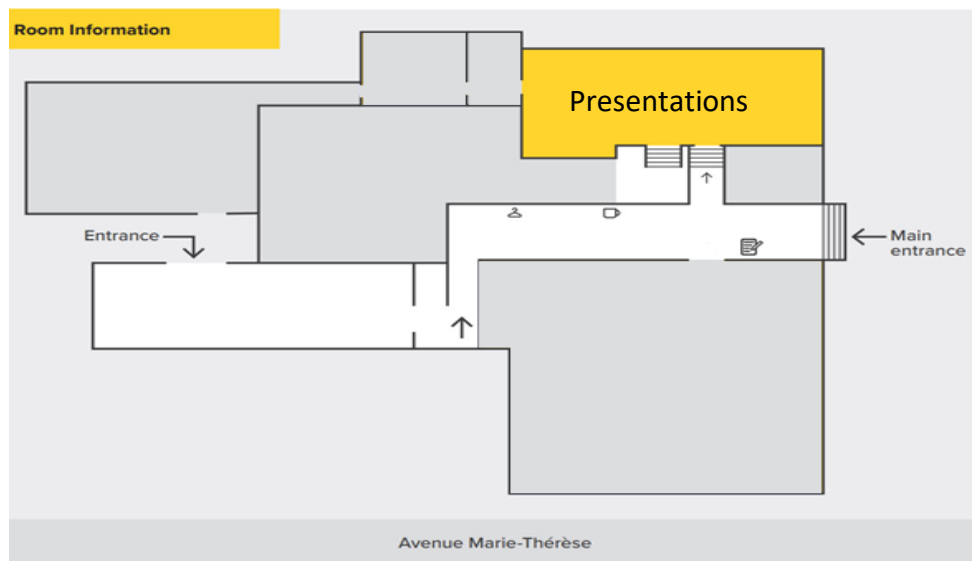 Room Information
Presentations
Entrance
Main
entrance
Avenue Marie-Thérèse